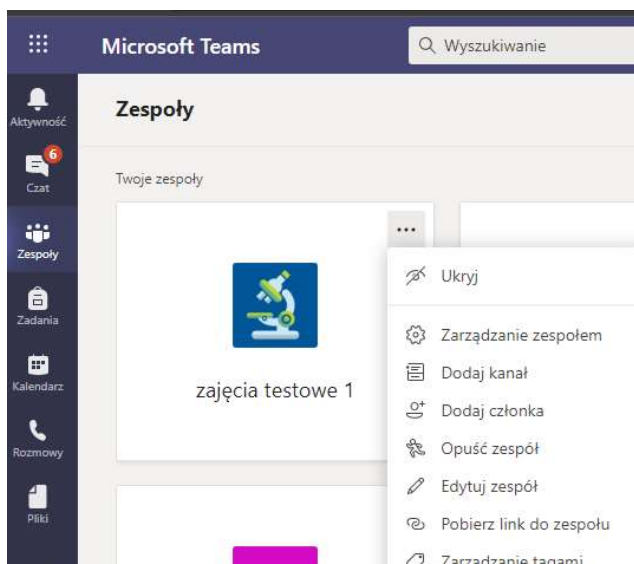 Microsoft Teams
Wyszukiwanie
Aktywność
Zespoły
6
Czat
Twoje zespoły
...
Zespoły
Ukryj
Zadania
Zarządzanie zespołem
Kalendarz
Dodaj kanał
zajęcia testowe 1
Dodaj członka
Rozmowy
Opuść zespół
Edytuj zespół
Pliki
Pobierz link do zespołu
Zarządzanie tagami